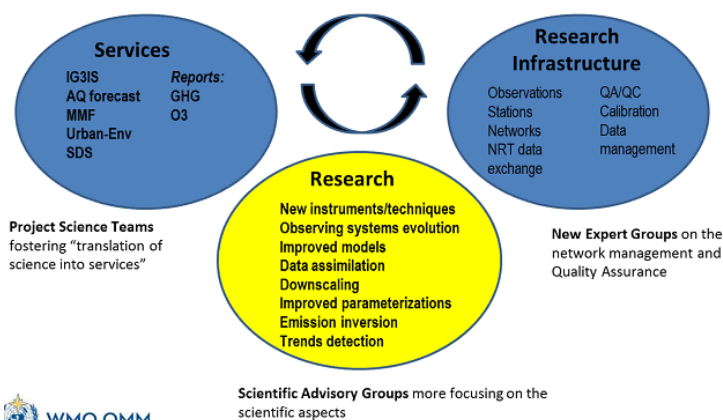 Services
IG3IS
AQ forecast
MMF
Urban-Env
SDS
Reports:
GHG
O3
Research
Infrastructure
Observations
Stations
Networks
NRT data
exchange
QA/QC
Calibration
Data
management
Research
New instruments/techniques
Observing systems evolution
Improved models
Data assimilation
Downscaling
Improved parameterizations
Emission inversion
Trends detection
Project Science Teams
fostering “translation of
science into services”
New Expert Groups on the
network management and
Quality Assurance
Scientific Advisory Groups more focusing on the
scientific aspects
WMO OMM